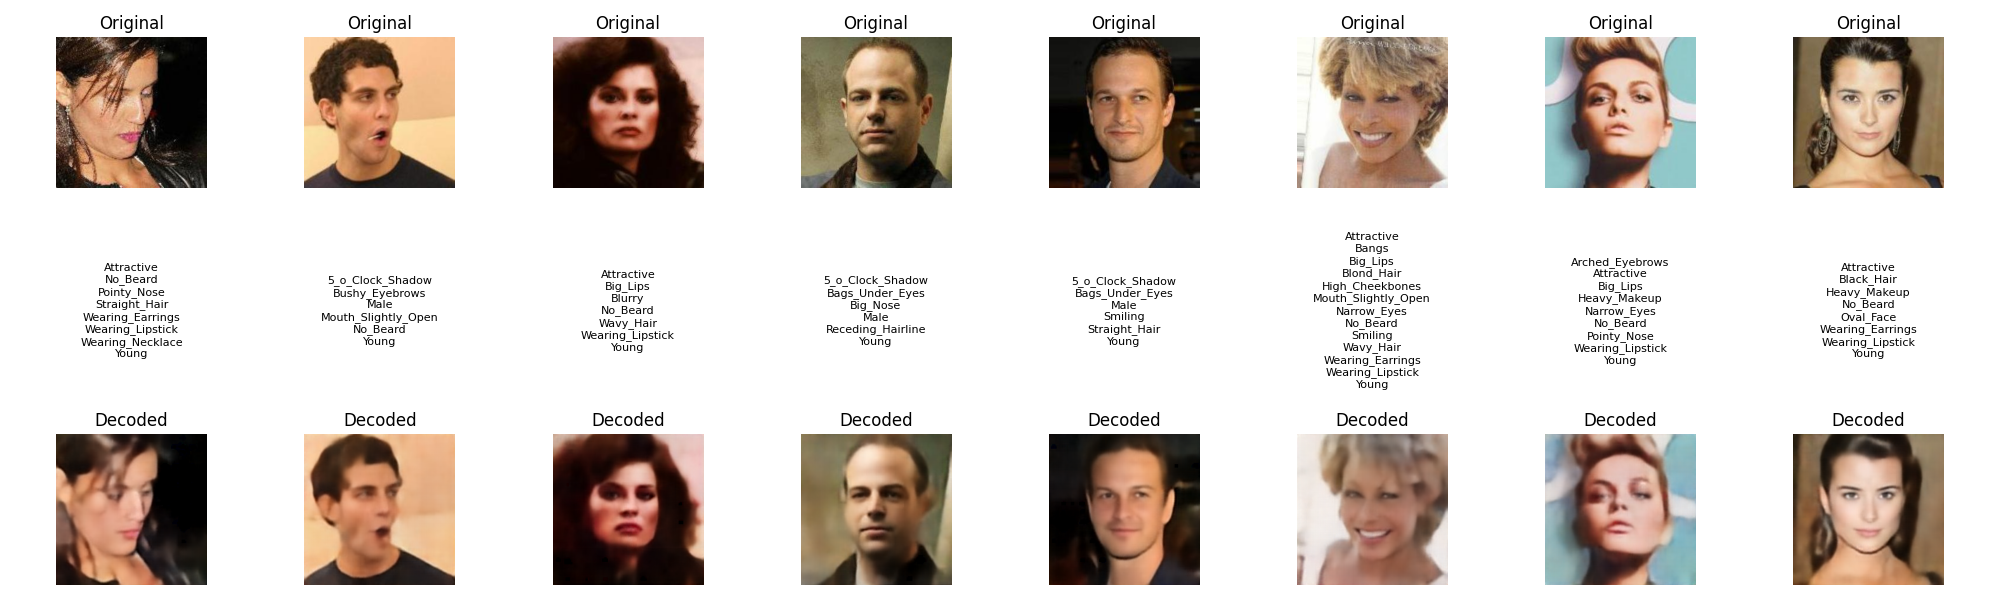 Original
Original
Original
Original
Original
Original
Original
Original
Attractive
No_Beard
Pointy_Nose
Straight_Hair
Wearing_Earrings
Wearing_Lipstick
Wearing_Necklace
Young
5_o_Clock_Shadow
Bushy_Eyebrows
Male
Mouth_Slightly_Open
No_Beard
Young
Attractive
Big_Lips
Blurry
No_Beard
Wavy_Hair
Wearing_Lipstick
Young
5_o_Clock_Shadow
Bags_Under_Eyes
Big_Nose
Male
Receding_Hairline
Young
5_o_Clock_Shadow
Bags_Under_Eyes
Male
Smiling
Straight_Hair
Young
Attractive
Bangs
Big_Lips
Blond_Hair
High_Cheekbones
Mouth_Slightly_Open
Narrow_Eyes
No_Beard
Smiling
Wavy_Hair
Wearing_Earrings
Wearing_Lipstick
Young
Arched_Eyebrows
Attractive
Big_Lips
Heavy_Makeup
Narrow_Eyes
No_Beard
Pointy_Nose
Wearing_Lipstick
Young
Attractive
Black_Hair
Heavy_Makeup
No_Beard
Oval_Face
Wearing_Earrings
Wearing_Lipstick
Young
Decoded
Decoded
Decoded
Decoded
Decoded
Decoded
Decoded
Decoded